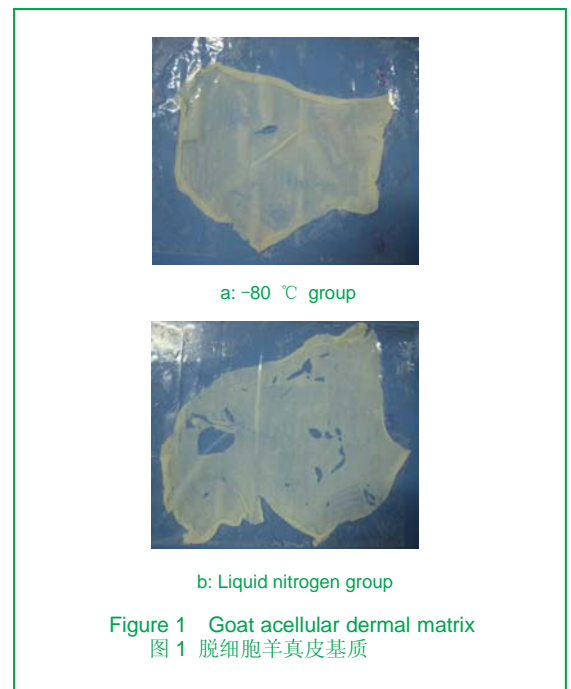 a: -80 ℃ group
b: Liquid nitrogen group
Figure 1 Goat acellular dermal matrix
图 1 脱细胞羊真皮基质